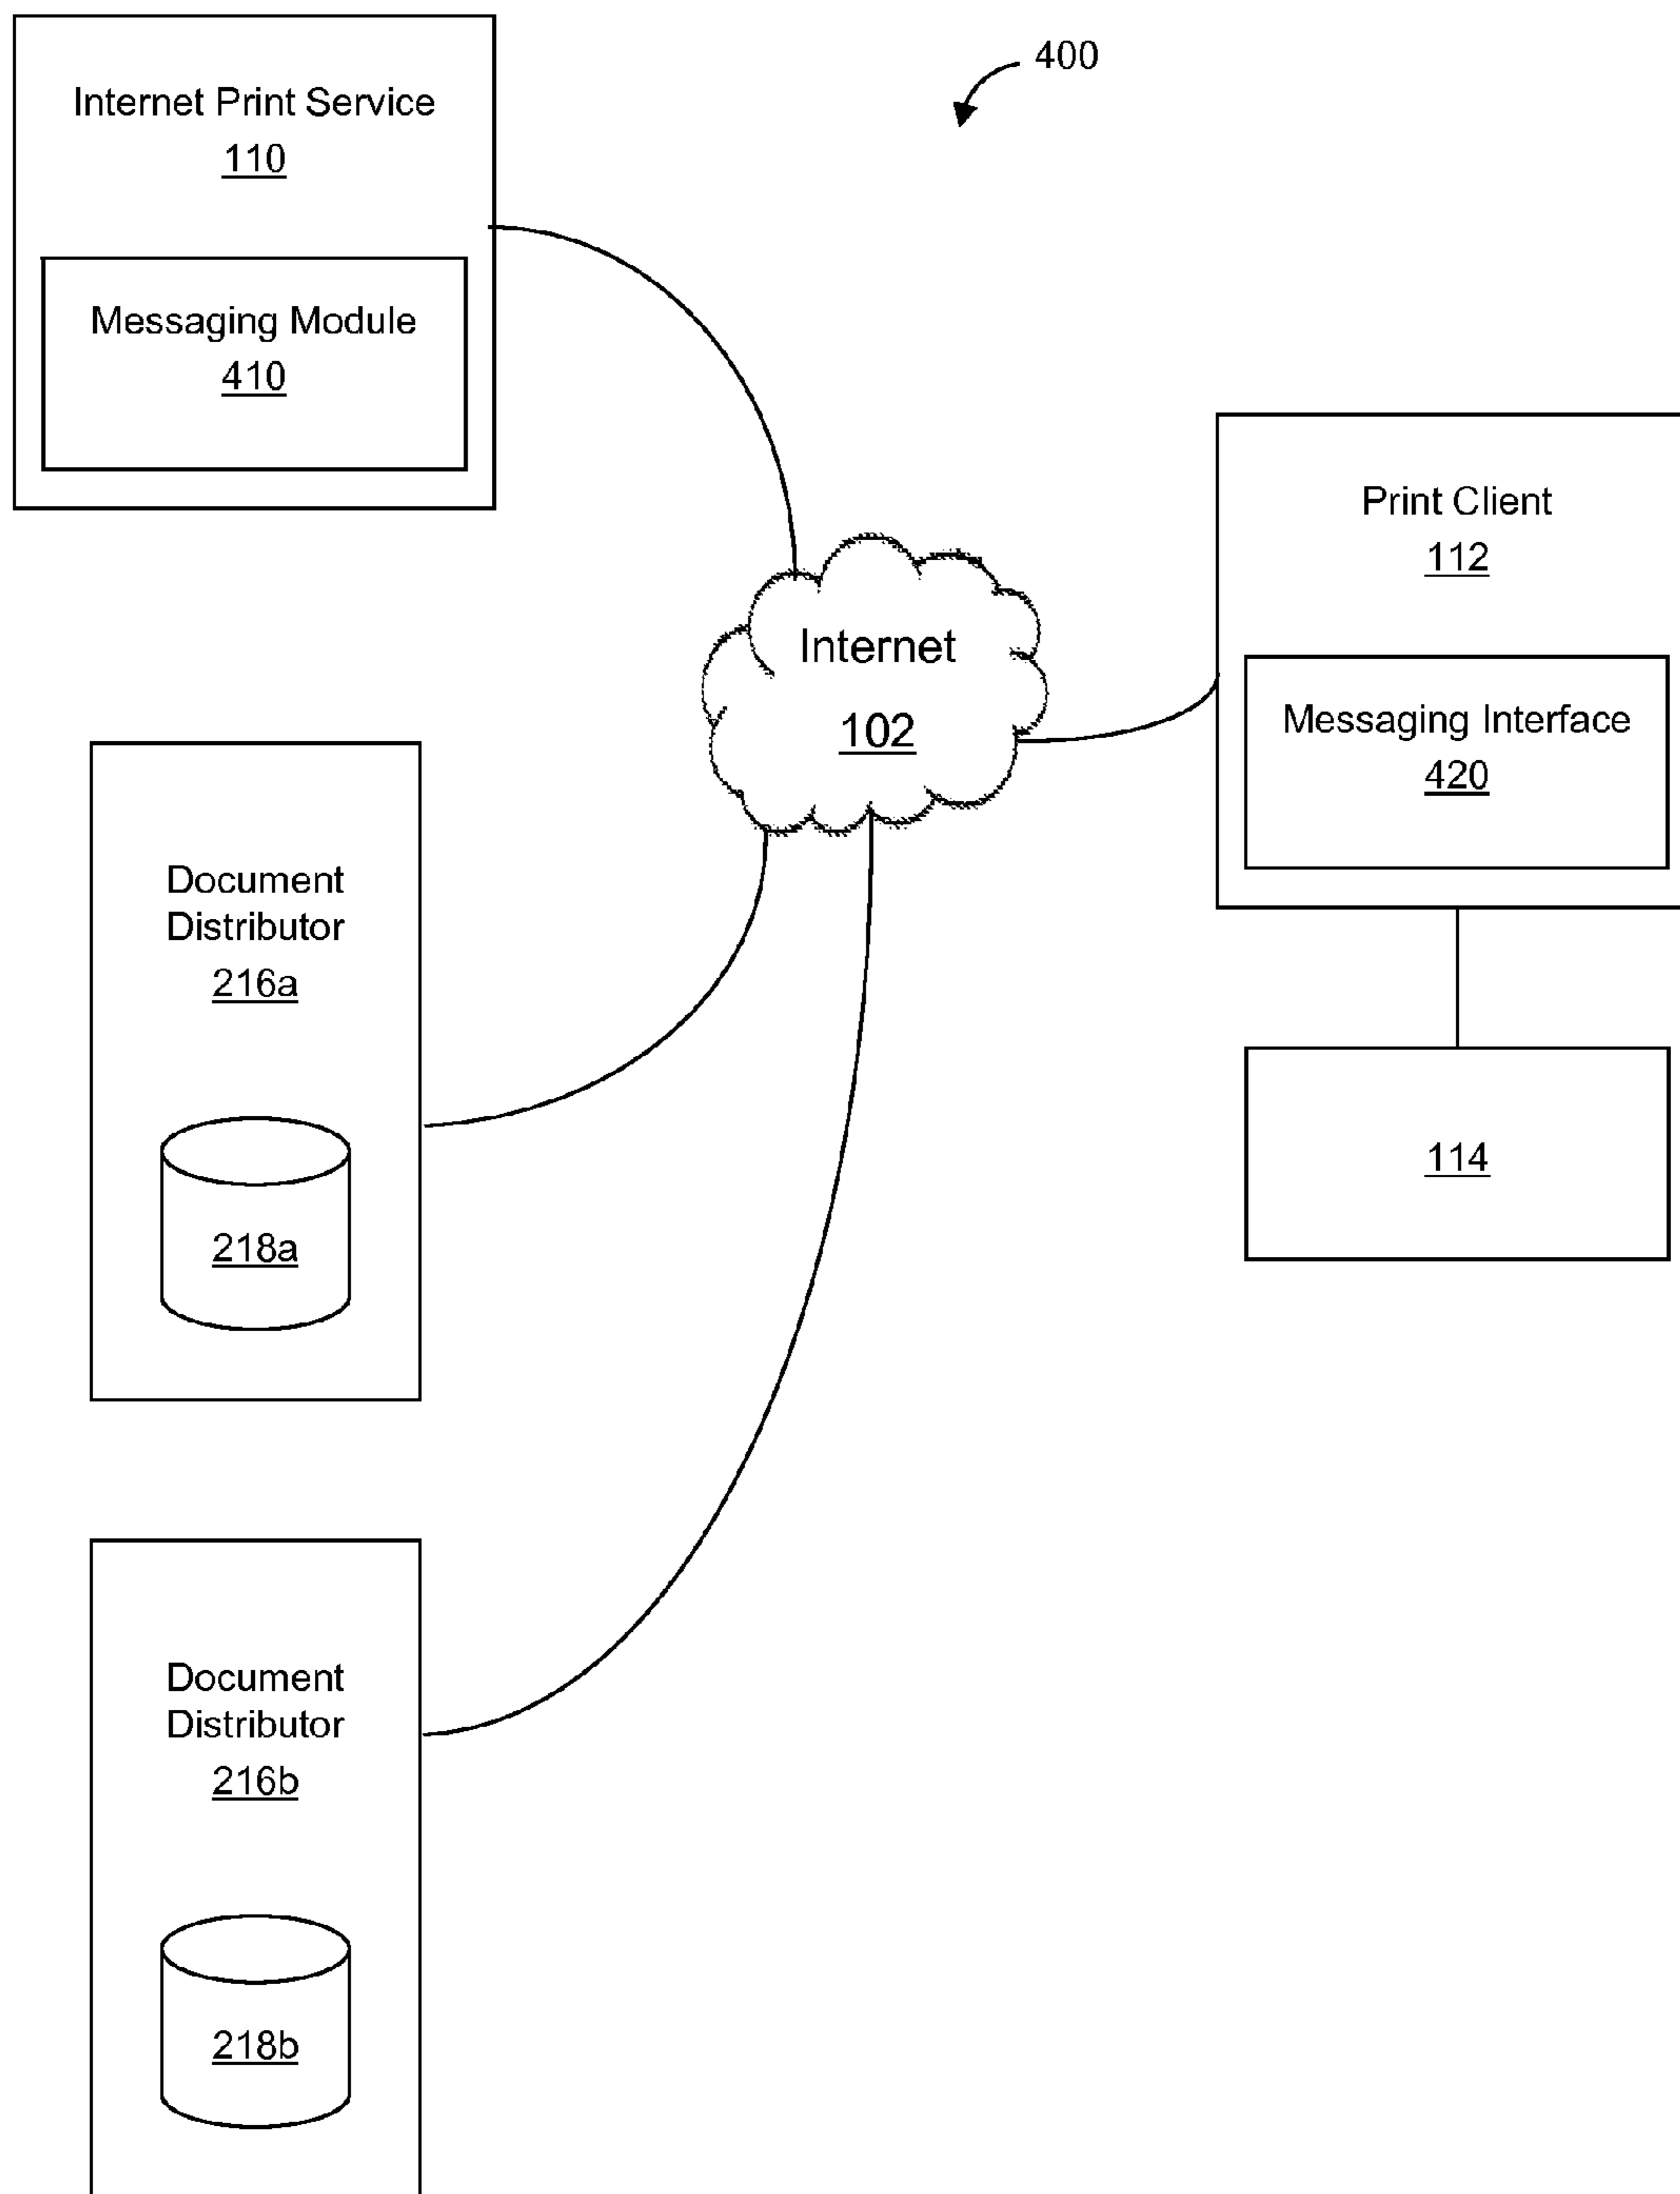 400
Internet Print Service
110
Messaging Module
410
Print Client
112
Internet
102
Messaging Interface
420
Document
Distributor
216a
218a
114
Document
Distributor
216b
218b